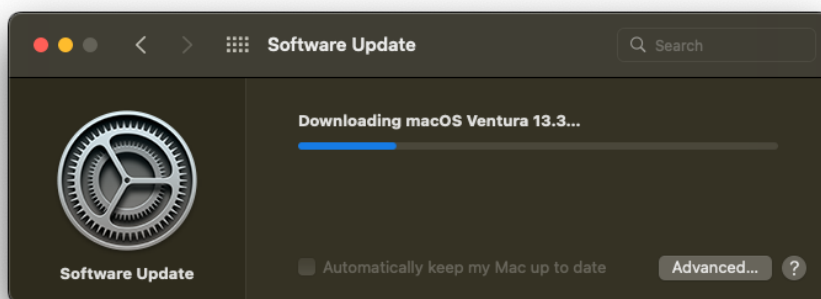 Software Update
Search
Downloading macOS Ventura 13.3...
Software Update
Automatically keep my Mac up to date
Advanced...
?